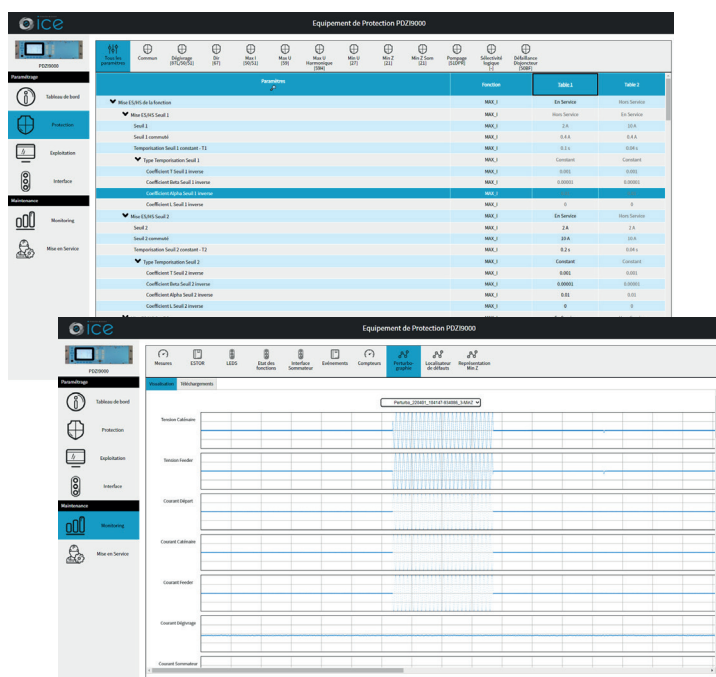 ice
Equipement de Protection PDZI9000
PDZI9000
Paramétrage
Tableau de bord
Protection
Exploitation
Interface
Maintenance
Monitoring
Mise en Service
Tous les paramètres
Commun
Dégivrage (87L/50/51)
Dir (67)
Max I (50/51)
Max U (59)
Max U Harmonique (59H)
Min U (27)
Min Z (21)
Min Z Som (21)
Pompage (51DPR)
Sélectivité logique (-)
Défaillance Disjoncteur (50BF)
Paramètres Fonction Table 1 Table 2
Mise ES/HS de la fonction MAX_I En Service Hors Service
Mise ES/HS Seuil 1 MAX_I Hors Service En Service
Seuil 1 MAX_I 2 A 10 A
Seuil 1 commuté MAX_I 0.4 A 0.4 A
Temporisation Seuil 1 constant - T1 MAX_I 0.2 s 0.04 s
Type Temporisation Seuil 1 MAX_I Constant Constant
Coefficient T Seuil 1 inverse MAX_I 0.001 0.001
Coefficient Beta Seuil 1 inverse MAX_I 0.00001 0.00001
Coefficient Alpha Seuil 1 inverse MAX_I
Coefficient L Seuil 1 inverse MAX_I 0 0
Mise ES/HS Seuil 2 MAX_I En Service Hors Service
Seuil 2 MAX_I 2 A 2 A
Seuil 2 commuté MAX_I 10 A 10 A
Temporisation Seuil 2 constant - T2 MAX_I 0.2 s 0.04 s
Type Temporisation Seuil 2 MAX_I Constant Constant
Coefficient T Seuil 2 inverse MAX_I 0.001 0.001
Coefficient Beta Seuil 2 inverse MAX_I 0.00001 0.00001
Coefficient Alpha Seuil 2 inverse MAX_I 0.01 0.01
Coefficient L Seuil 2 inverse MAX_I 0 0
ice
Equipement de Protection PDZI9000
PDZI9000
Paramétrage
Tableau de bord
Protection
Exploitation
Interface
Maintenance
Monitoring
Mise en Service
Mesures
ESTOR
LEDS
Etat des fonctions
Interface Sommateur
Evénements
Compteurs
Perturbo-graphie
Localisateur de défauts
Représentation Min Z
Visualisation Téléchargements
Tension Caténaire
Tension Feeder
Courant Départ
Courant Caténaire
Courant Feeder
Courant Dégivrage
Courant Sommateur